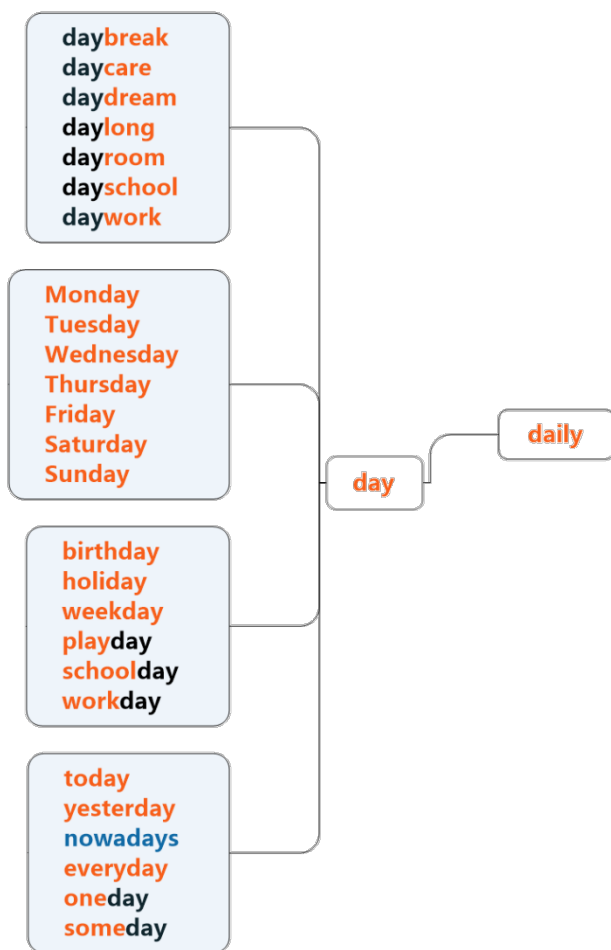 daybreak
daycare
daydream
daylong
dayroom
dayschool
daywork
Monday
Tuesday
Wednesday
Thursday
Friday
Saturday
Sunday
birthday
holiday
weekday
playday
schoolday
workday
today
yesterday
nowadays
everyday
oneday
someday
day
daily